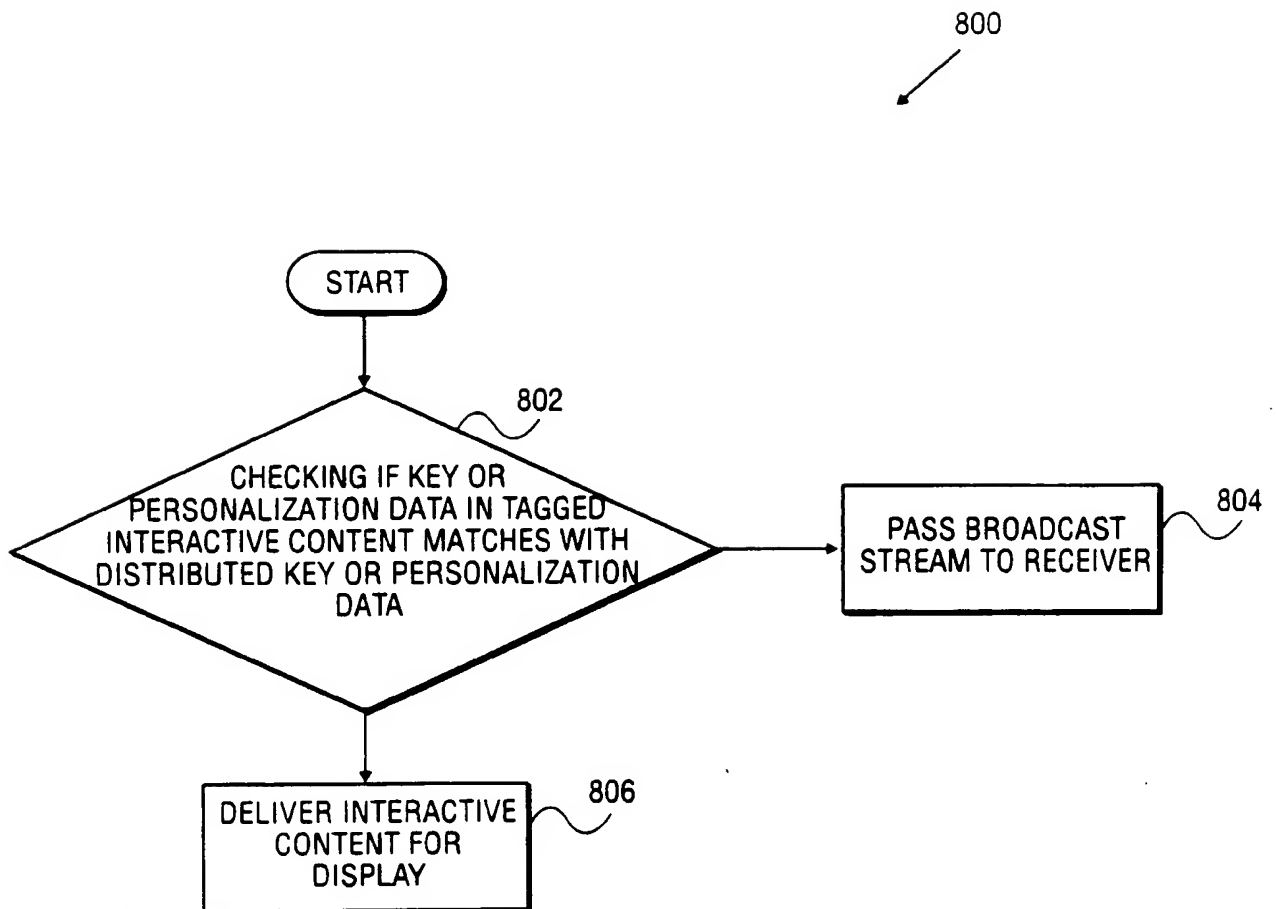 800
START
802
CHECKING IF KEY OR
PERSONALIZATION DATA IN TAGGED
INTERACTIVE CONTENT MATCHES WITH
DISTRIBUTED KEY OR PERSONALIZATION
DATA
PASS BROADCAST
STREAM TO RECEIVER
804
DELIVER INTERACTIVE
CONTENT FOR
DISPLAY
806